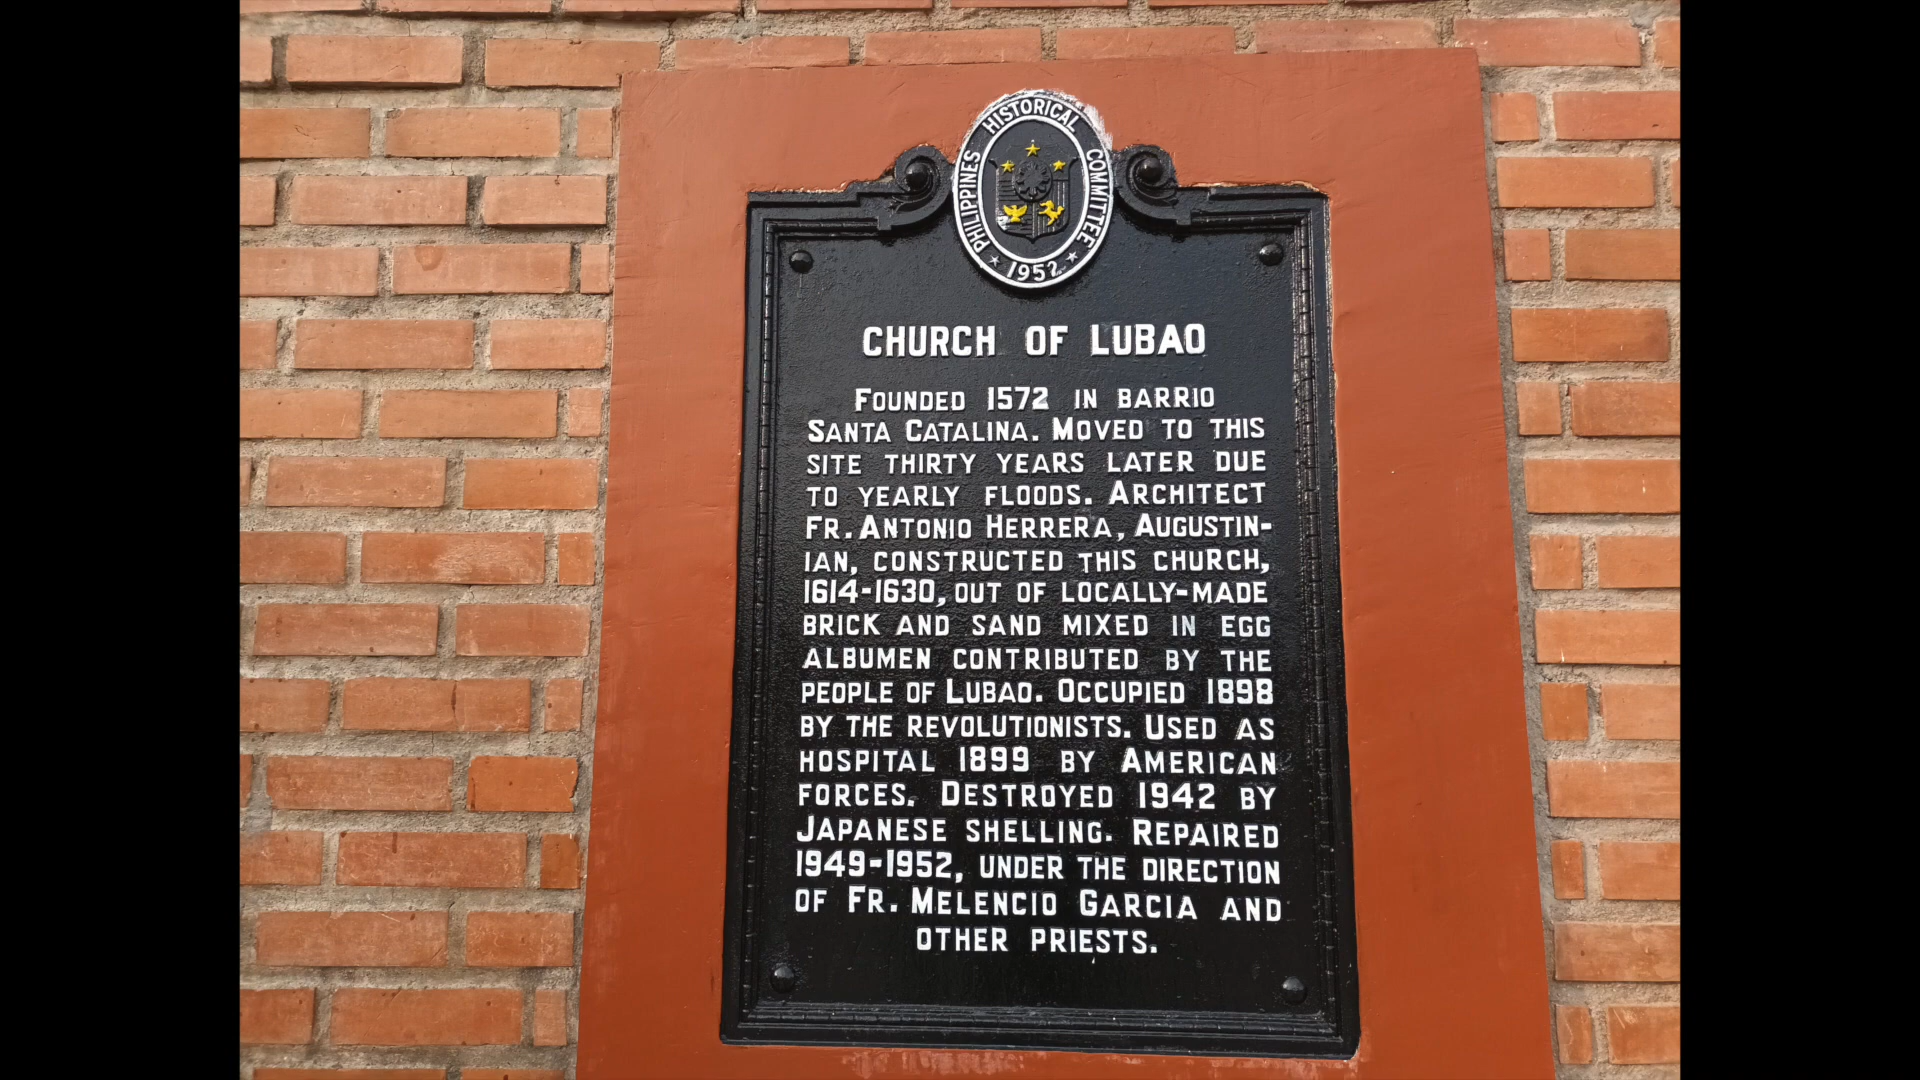 PHILIPPINES HISTORICAL COMMITTEE
1952
CHURCH OF LUBAO
FOUNDED 1572 IN BARRIO
SANTA CATALINA. MOVED TO THIS
SITE THIRTY YEARS LATER DUE
TO YEARLY FLOODS. ARCHITECT
FR. ANTONIO HERRERA, AUGUSTIN-
IAN, CONSTRUCTED THIS CHURCH,
1614-1630, OUT OF LOCALLY-MADE
BRICK AND SAND MIXED IN EGG
ALBUMEN CONTRIBUTED BY THE
PEOPLE OF LUBAO. OCCUPIED 1898
BY THE REVOLUTIONISTS. USED AS
HOSPITAL 1899 BY AMERICAN
FORCES. DESTROYED 1942 BY
JAPANESE SHELLING. REPAIRED
1949-1952, UNDER THE DIRECTION
OF FR. MELENCIO GARCIA AND
OTHER PRIESTS.